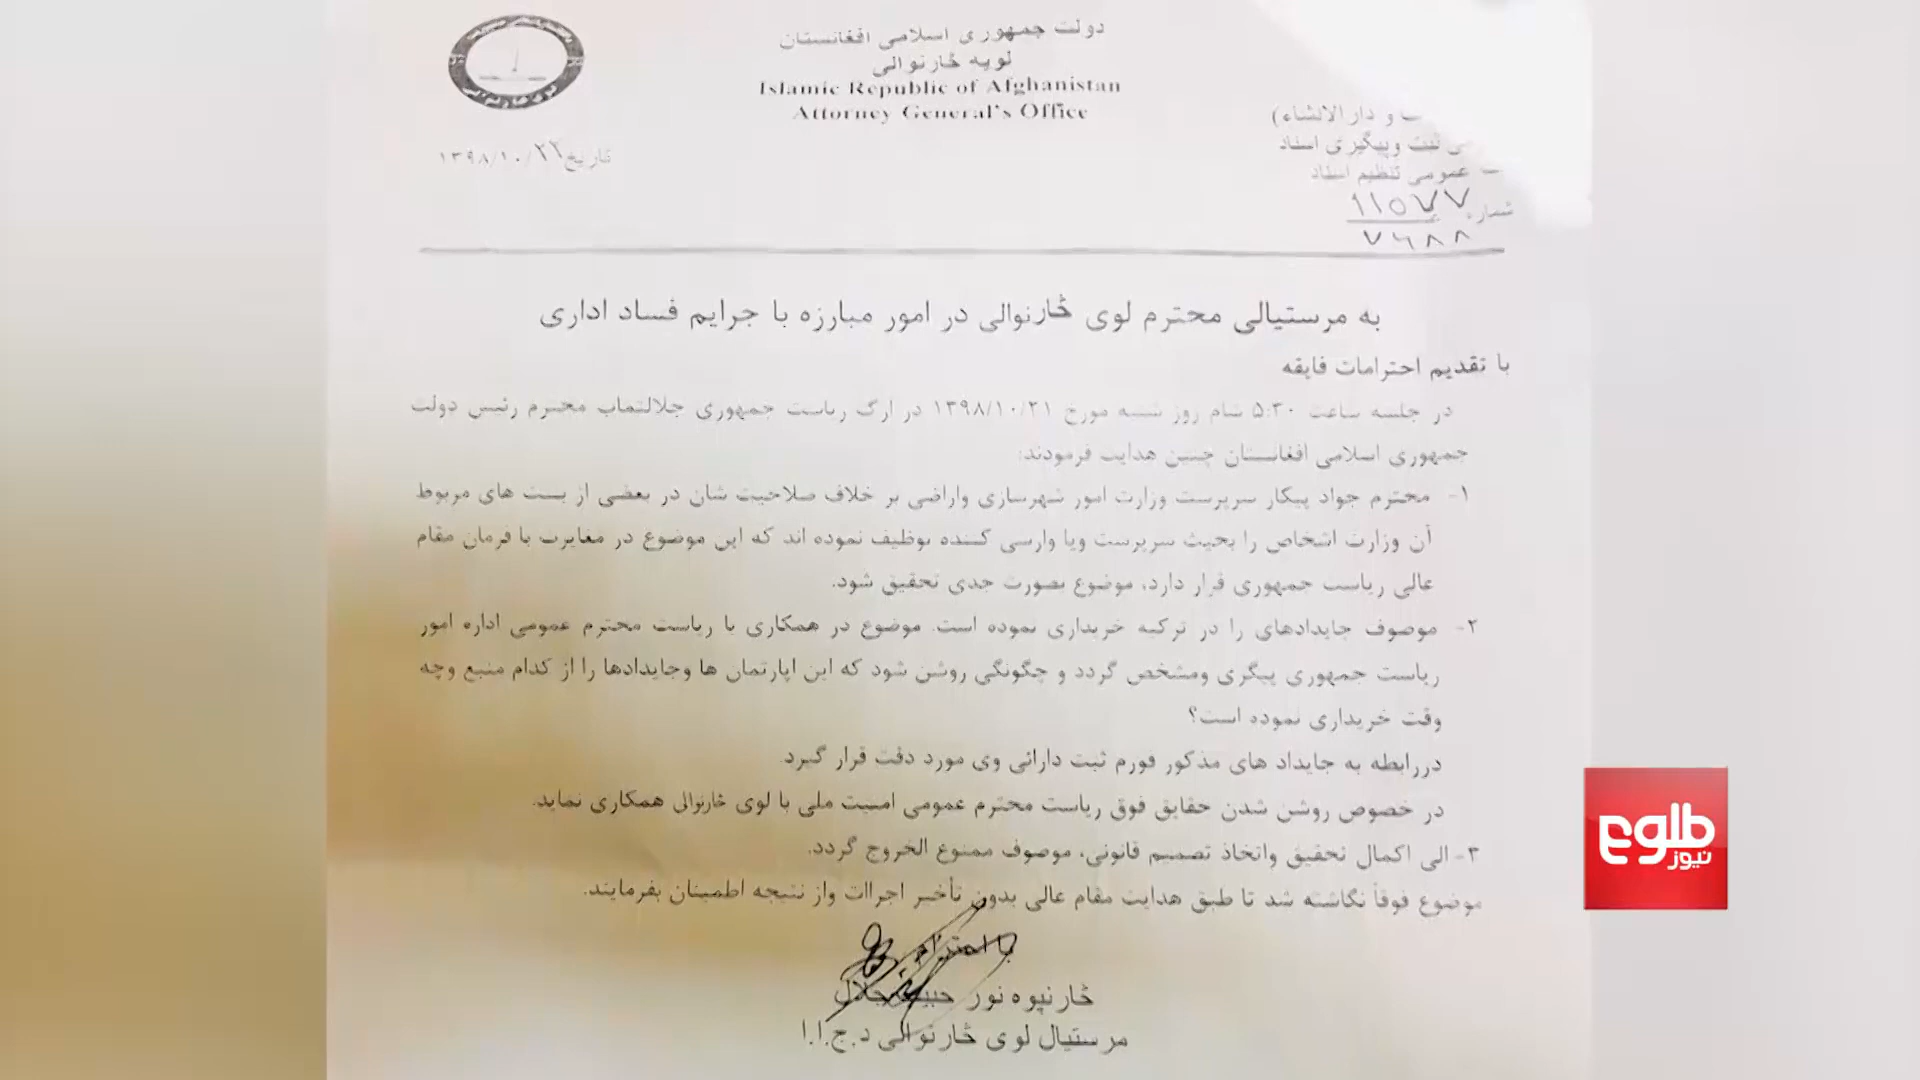 دولت جمهوری اسلامی افغانستان
لویه څارنوالی
Islamic Republic of Afghanistan
Attorney General's Office
و دارالانشاء)
ثبت وپیگیری اسناد
عمومی تنظیم اسناد
شماره ۹۱۵۷۷
۷۶۸۸
تاریخ ۱۳۹۸/۱۰/۲۲
به مرستیالی محترم لوی څارنوالی در امور مبارزه با جرایم فساد اداری
با تقدیم احترامات فایقه
در جلسه ساعت ۵:۳۰ شام روز شنبه مورخ ۱۳۹۸/۱۰/۲۱ در ارگ ریاست جمهوری جلالتماب محترم رئیس دولت
جمهوری اسلامی افغانستان چنین هدایت فرمودند:
۱- محترم جواد پیکار سرپرست وزارت امور شهرسازی واراضی بر خلاف صلاحیت شان در بعضی از بست های مربوط
آن وزارت اشخاص را بحیث سرپرست ویا وارسی کننده توظیف نموده اند که این موضوع در مغایرت با فرمان مقام
عالی ریاست جمهوری قرار دارد، موضوع بصورت جدی تحقیق شود.
۲- موصوف جایدادهای را در ترکیه خریداری نموده است. موضوع در همکاری با ریاست محترم عمومی اداره امور
ریاست جمهوری پیگری ومشخص گردد و چگونگی روشن شود که این اپارتمان ها وجایدادها را از کدام منبع وچه
وقت خریداری نموده است؟
دررابطه به جایداد های مذکور فورم ثبت دارائی وی مورد دقت قرار گیرد.
در خصوص روشن شدن حقایق فوق ریاست محترم عمومی امنیت ملی با لوی څارنوالی همکاری نماید.
۳- الی اکمال تحقیق واتخاذ تصمیم قانونی، موصوف ممنوع الخروج گردد.
موضوع فوقاً نگاشته شد تا طبق هدایت مقام عالی بدون تأخیر اجراات واز نتیجه اطمینان بفرمایند.
با احترام
څارنپوه نور حبیب جلال
مرستیال لوی څارنوالی د.ج.ا.ا
طلوع
نیوز